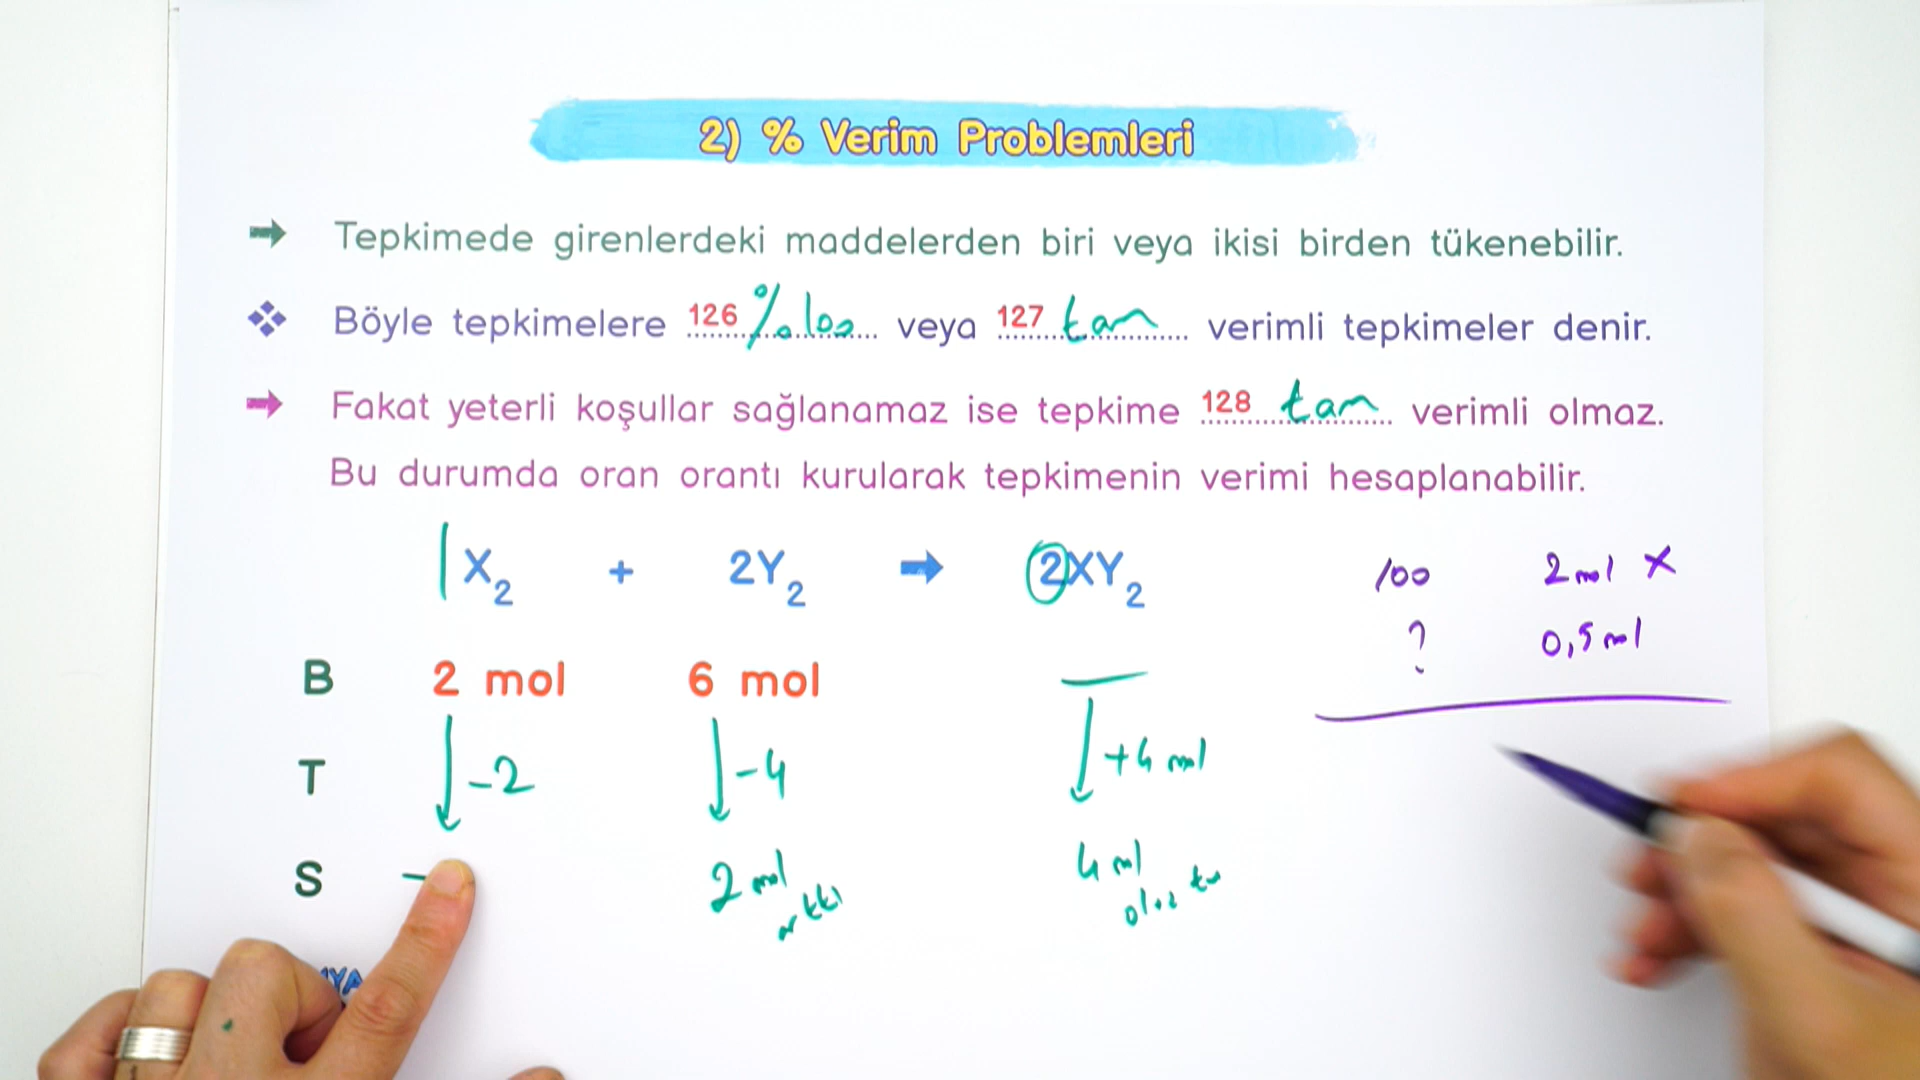 2) % Verim Problemleri
Tepkimede girenlerdeki maddelerden biri veya ikisi birden tükenebilir.
Böyle tepkimelere 126 %100 veya 127 tam verimli tepkimeler denir.
Fakat yeterli koşullar sağlanamaz ise tepkime 128 tam verimli olmaz.
Bu durumda oran orantı kurularak tepkimenin verimi hesaplanabilir.
1X₂ + 2Y₂ → 2XY₂
100 2 mol X
? 0,5 mol
B 2 mol 6 mol —
T -2 -4 +4 mol
S — 2 mol arttı 4 mol